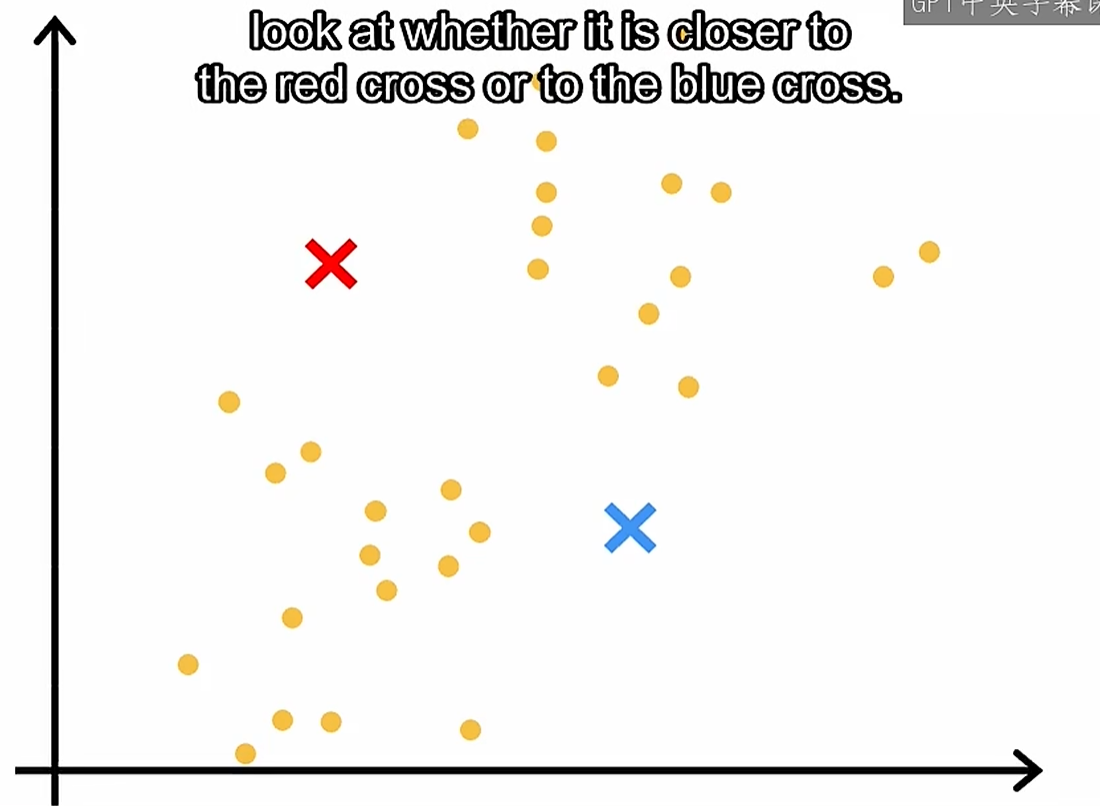 GPT中英字幕课
look at whether it is closer to
the red cross or to the blue cross.